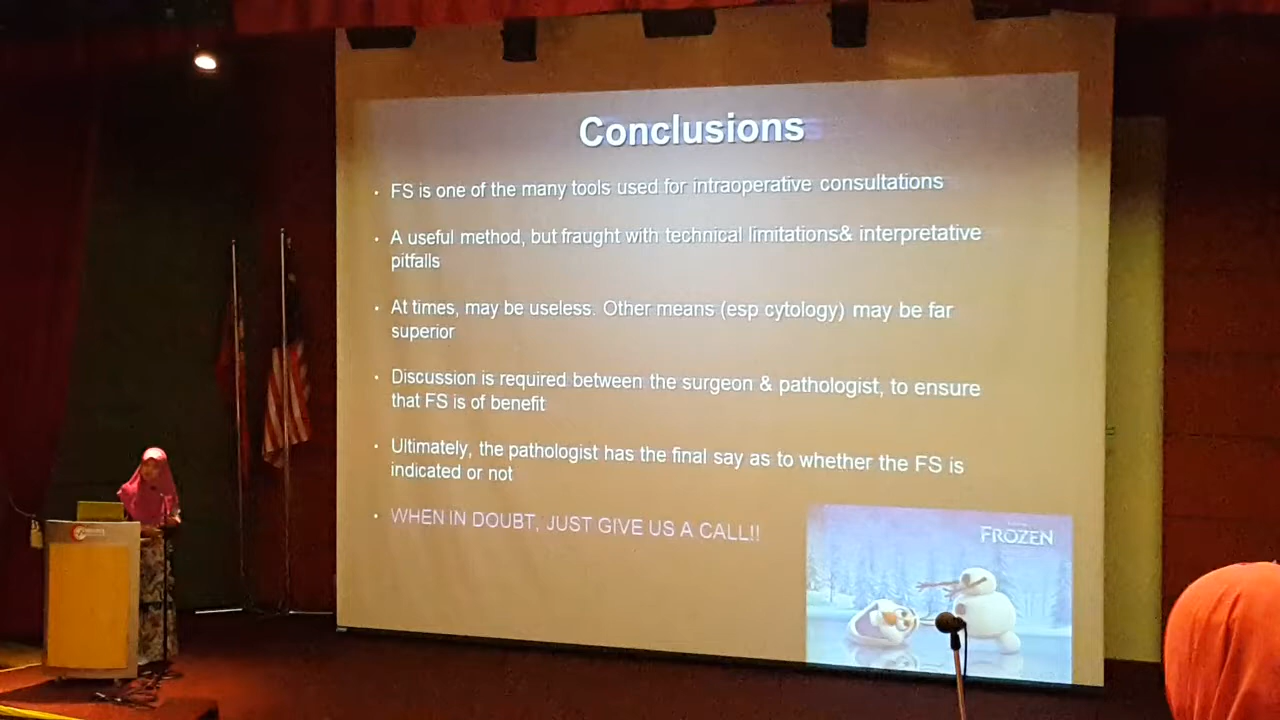 Conclusions
FS is one of the many tools used for intraoperative consultations
A useful method, but fraught with technical limitations& interpretative
pitfalls
At times, may be useless. Other means (esp cytology) may be far
superior
Discussion is required between the surgeon & pathologist, to ensure
that FS is of benefit
Ultimately, the pathologist has the final say as to whether the FS is
indicated or not
WHEN IN DOUBT, JUST GIVE US A CALL!!
FROZEN